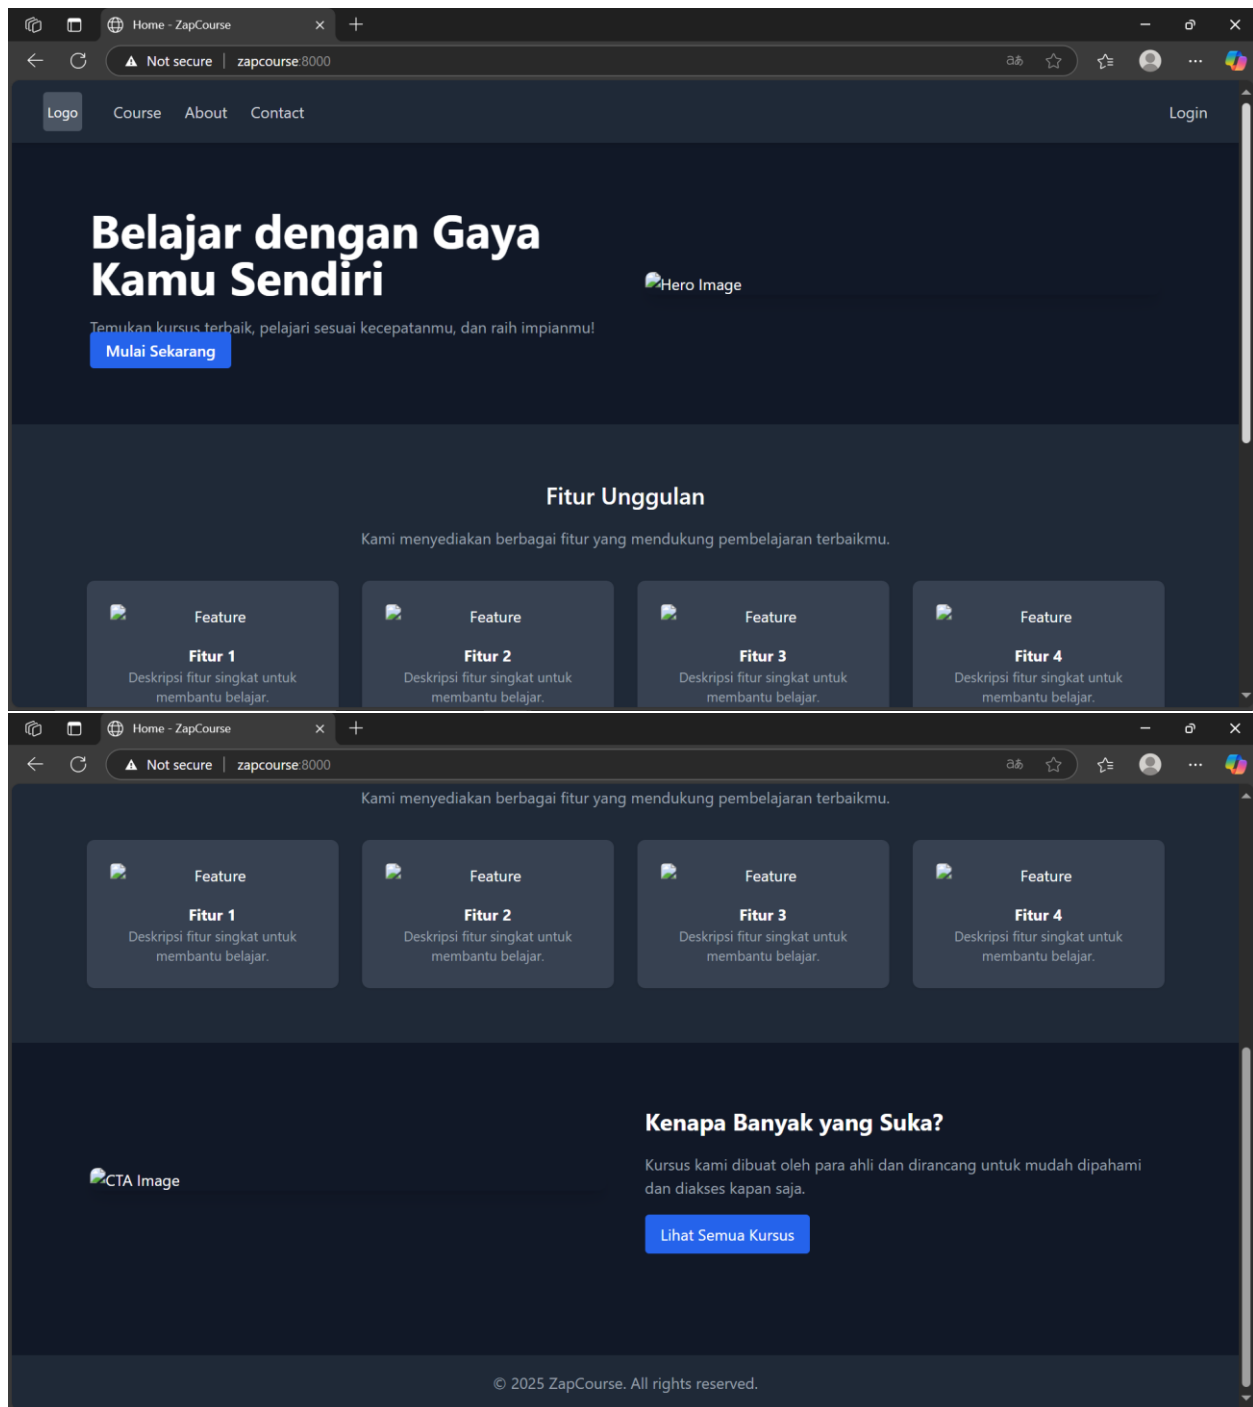 Home - ZapCourse
Not secure | zapcourse:8000
Logo Course About Contact Login
Belajar dengan Gaya
Kamu Sendiri
Temukan kursus terbaik, pelajari sesuai kecepatanmu, dan raih impianmu!
Mulai Sekarang
Hero Image
Fitur Unggulan
Kami menyediakan berbagai fitur yang mendukung pembelajaran terbaikmu.
Feature
Fitur 1
Deskripsi fitur singkat untuk
membantu belajar.
Feature
Fitur 2
Deskripsi fitur singkat untuk
membantu belajar.
Feature
Fitur 3
Deskripsi fitur singkat untuk
membantu belajar.
Feature
Fitur 4
Deskripsi fitur singkat untuk
membantu belajar.
Home - ZapCourse
Not secure | zapcourse:8000
Kami menyediakan berbagai fitur yang mendukung pembelajaran terbaikmu.
Feature
Fitur 1
Deskripsi fitur singkat untuk
membantu belajar.
Feature
Fitur 2
Deskripsi fitur singkat untuk
membantu belajar.
Feature
Fitur 3
Deskripsi fitur singkat untuk
membantu belajar.
Feature
Fitur 4
Deskripsi fitur singkat untuk
membantu belajar.
CTA Image
Kenapa Banyak yang Suka?
Kursus kami dibuat oleh para ahli dan dirancang untuk mudah dipahami
dan diakses kapan saja.
Lihat Semua Kursus
© 2025 ZapCourse. All rights reserved.